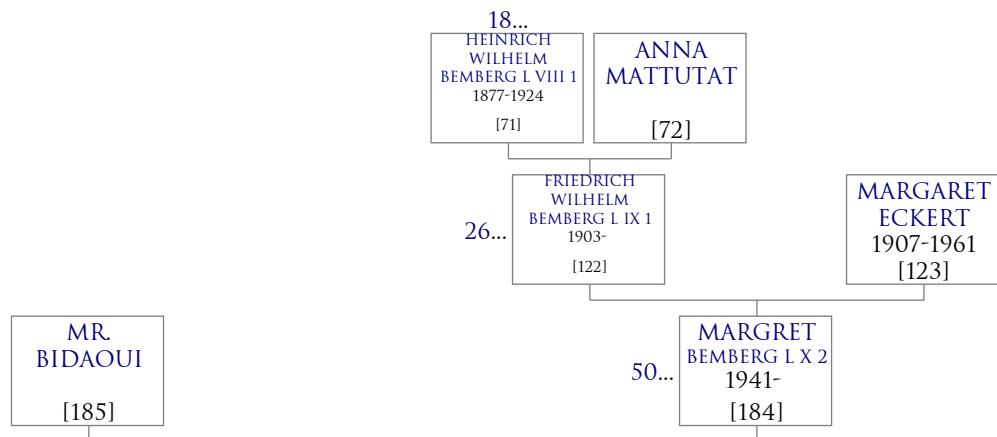 18...
HEINRICH
WILHELM
BEMBERG L VIII 1
1877-1924
[71]
ANNA
MATTUTAT
[72]
26...
FRIEDRICH
WILHELM
BEMBERG L IX 1
1903-
[122]
MARGARET
ECKERT
1907-1961
[123]
MR.
BIDAOUI
[185]
50...
MARGRET
BEMBERG L X 2
1941-
[184]